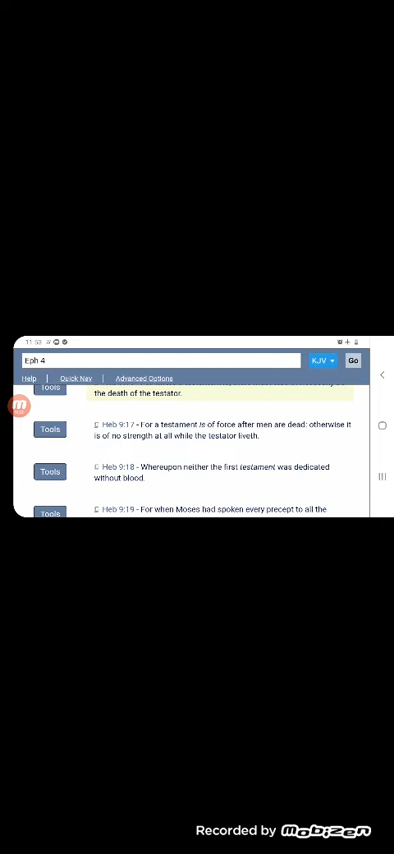 11:53
Eph 4
KJV
Go
Help | Quick Nav | Advanced Options
Tools
the death of the testator.
Tools
Heb 9:17 - For a testament is of force after men are dead: otherwise it
is of no strength at all while the testator liveth.
Tools
Heb 9:18 - Whereupon neither the first testament was dedicated
without blood.
Tools
Heb 9:19 - For when Moses had spoken every precept to all the
Recorded by Mobizen